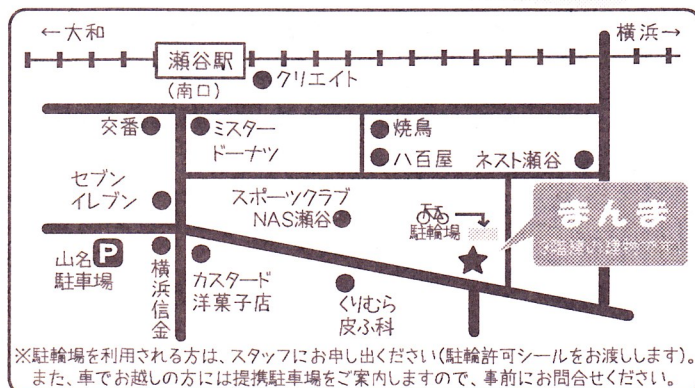 ←大和
横浜→
瀬谷駅
(南口)
クリエイト
交番
ミスター
ドーナツ
焼鳥
八百屋
ネスト瀬谷
セブン
イレブン
スポーツクラブ
NAS瀬谷
駐輪場
まんま
3階建の建物です
山名
駐車場
P
横浜信金
カスタード
洋菓子店
くりむら
皮ふ科
※駐輪場を利用される方は、スタッフにお申し出ください(駐輪許可シールをお渡しします)。
また、車でお越しの方には提携駐車場をご案内しますので、事前にお問合せください。